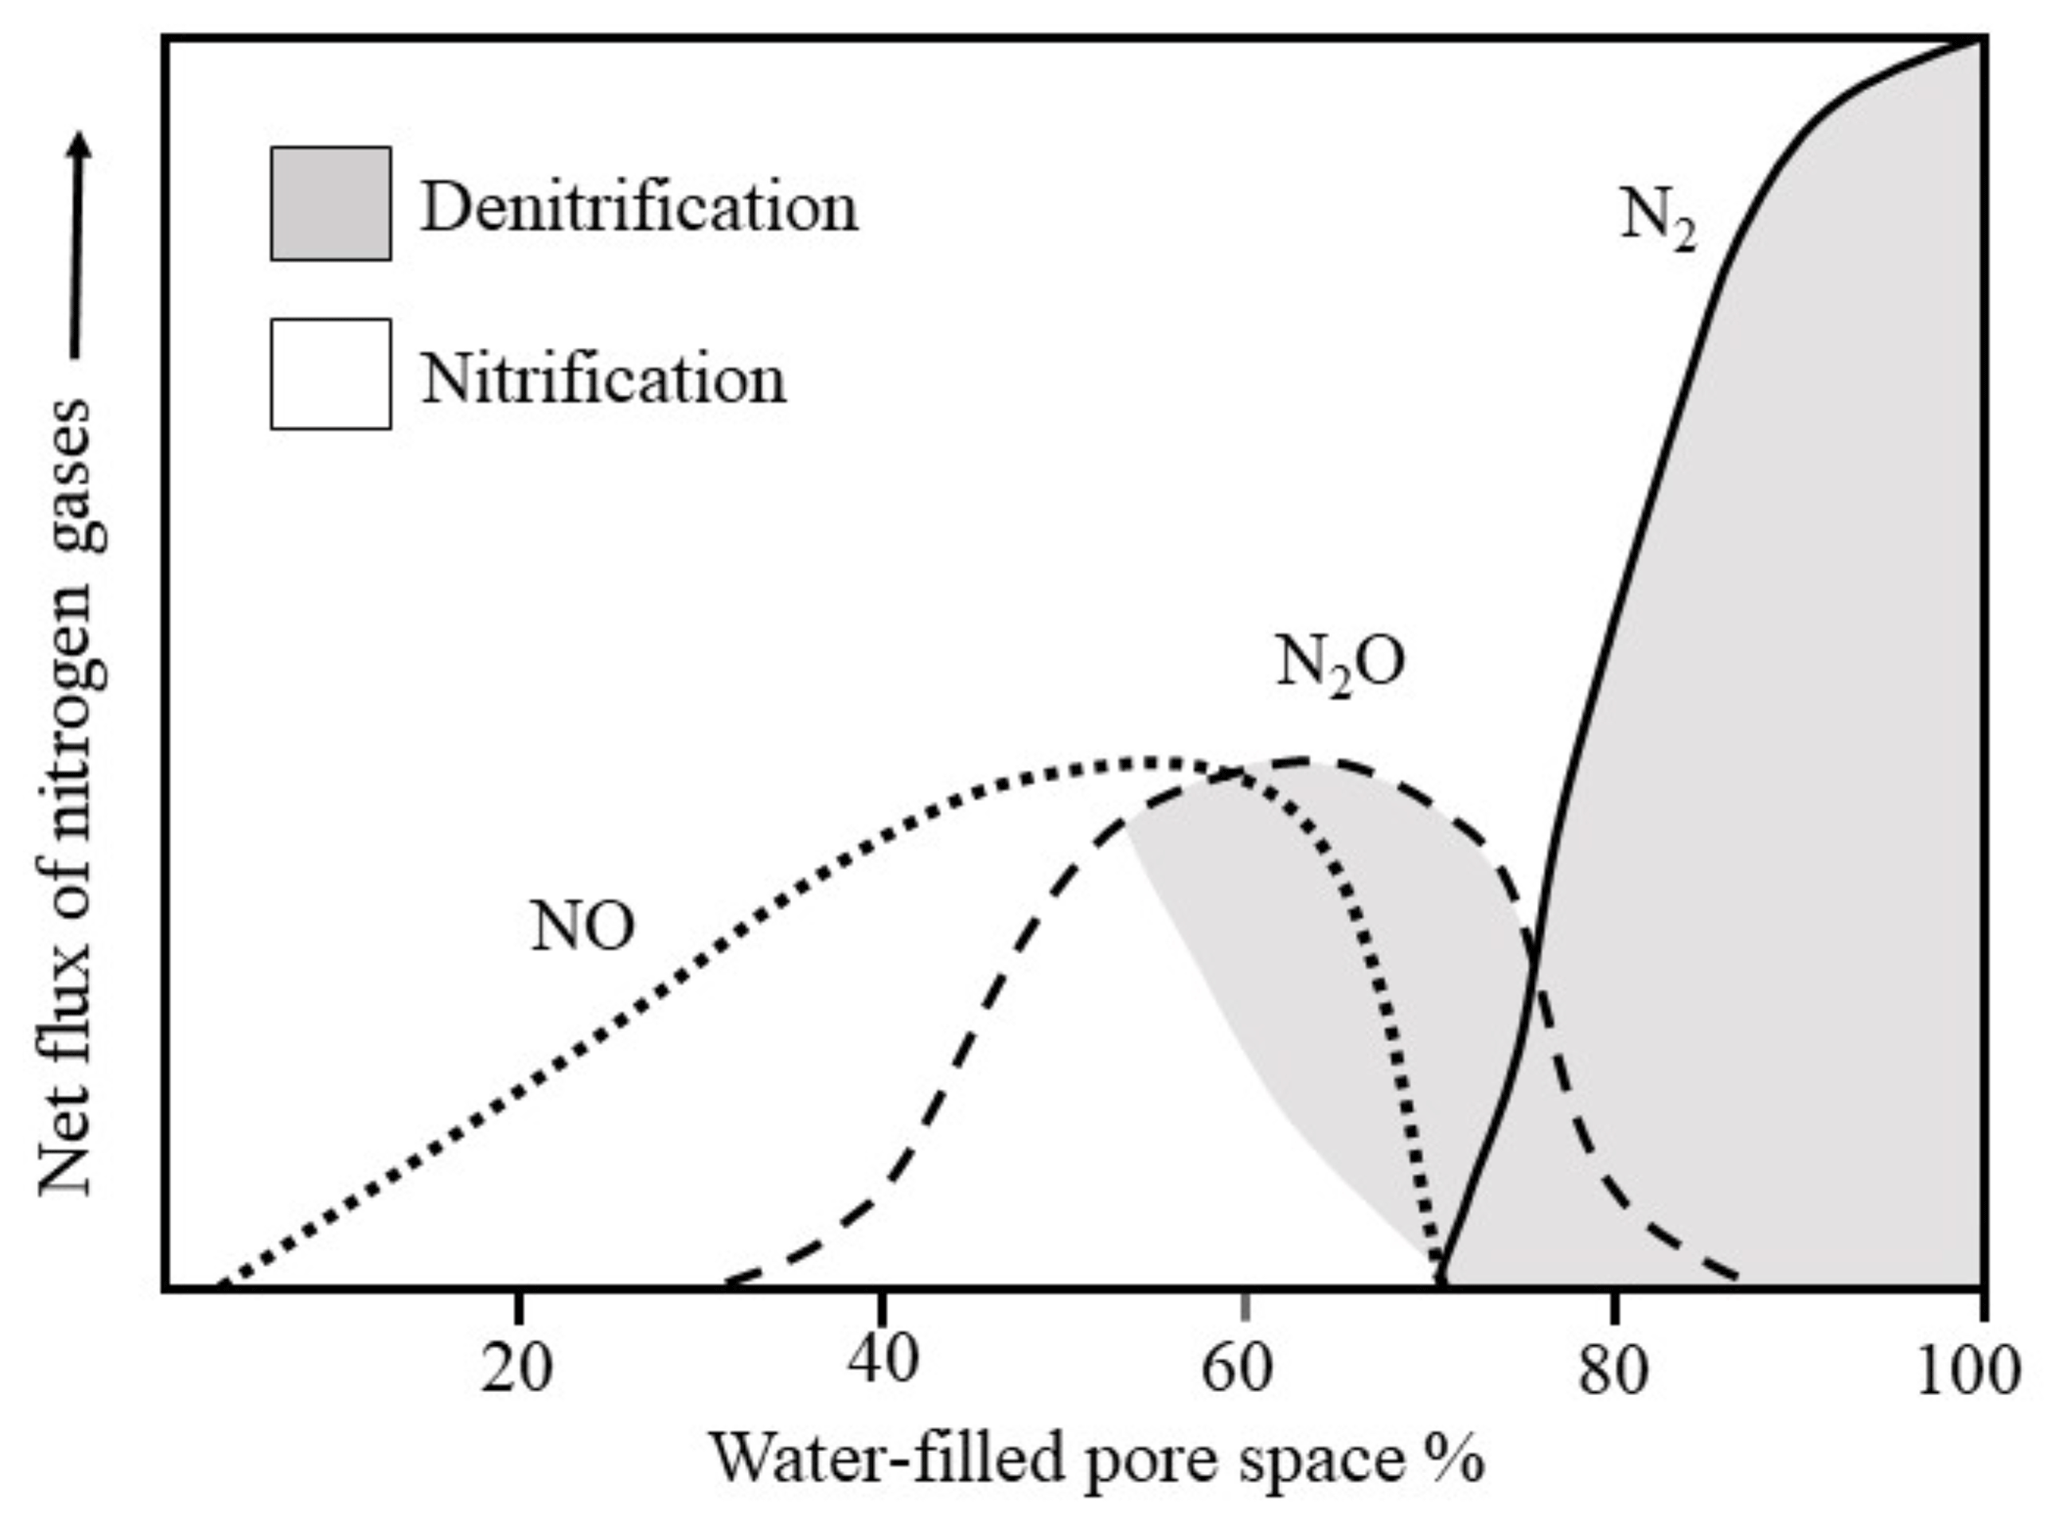 Denitrification
Nitrification
N₂
N₂O
NO
Net flux of nitrogen gases
20 40 60 80 100
Water-filled pore space %